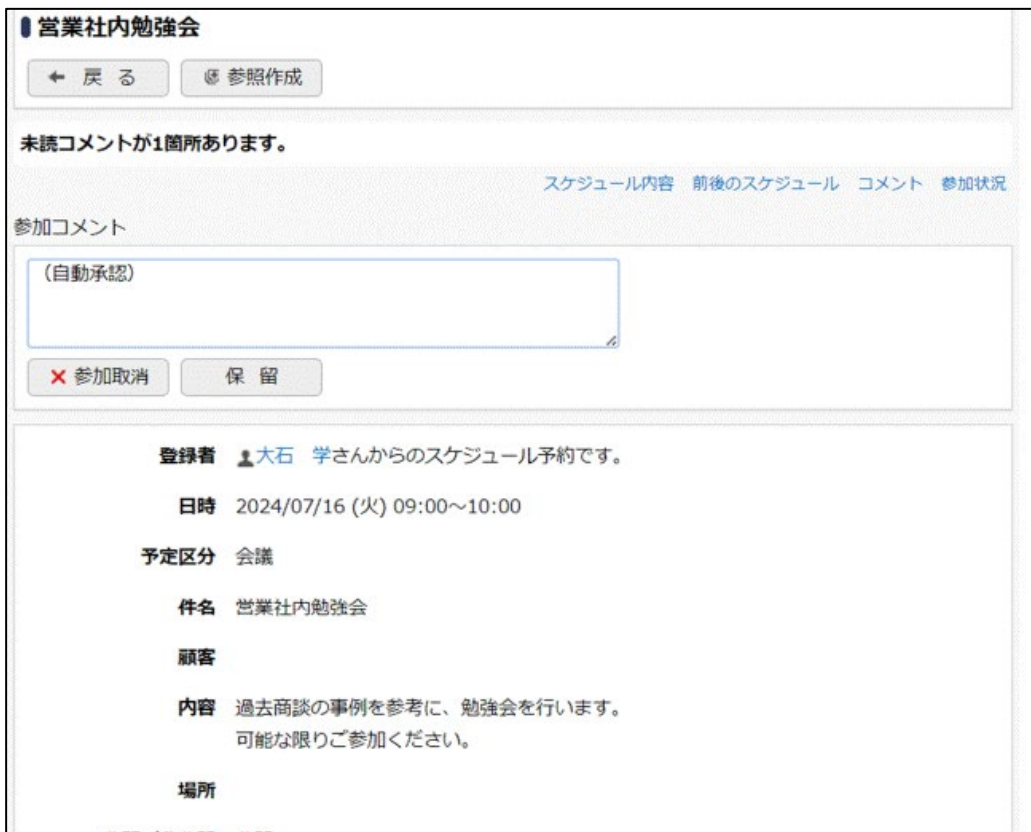 営業社内勉強会
戻 る 参照作成
未読コメントが1箇所あります。
スケジュール内容 前後のスケジュール コメント 参加状況
参加コメント
（自動承認）
参加取消 保 留
登録者 大石 学さんからのスケジュール予約です。
日時 2024/07/16 (火) 09:00～10:00
予定区分 会議
件名 営業社内勉強会
顧客
内容 過去商談の事例を参考に、勉強会を行います。
可能な限りご参加ください。
場所